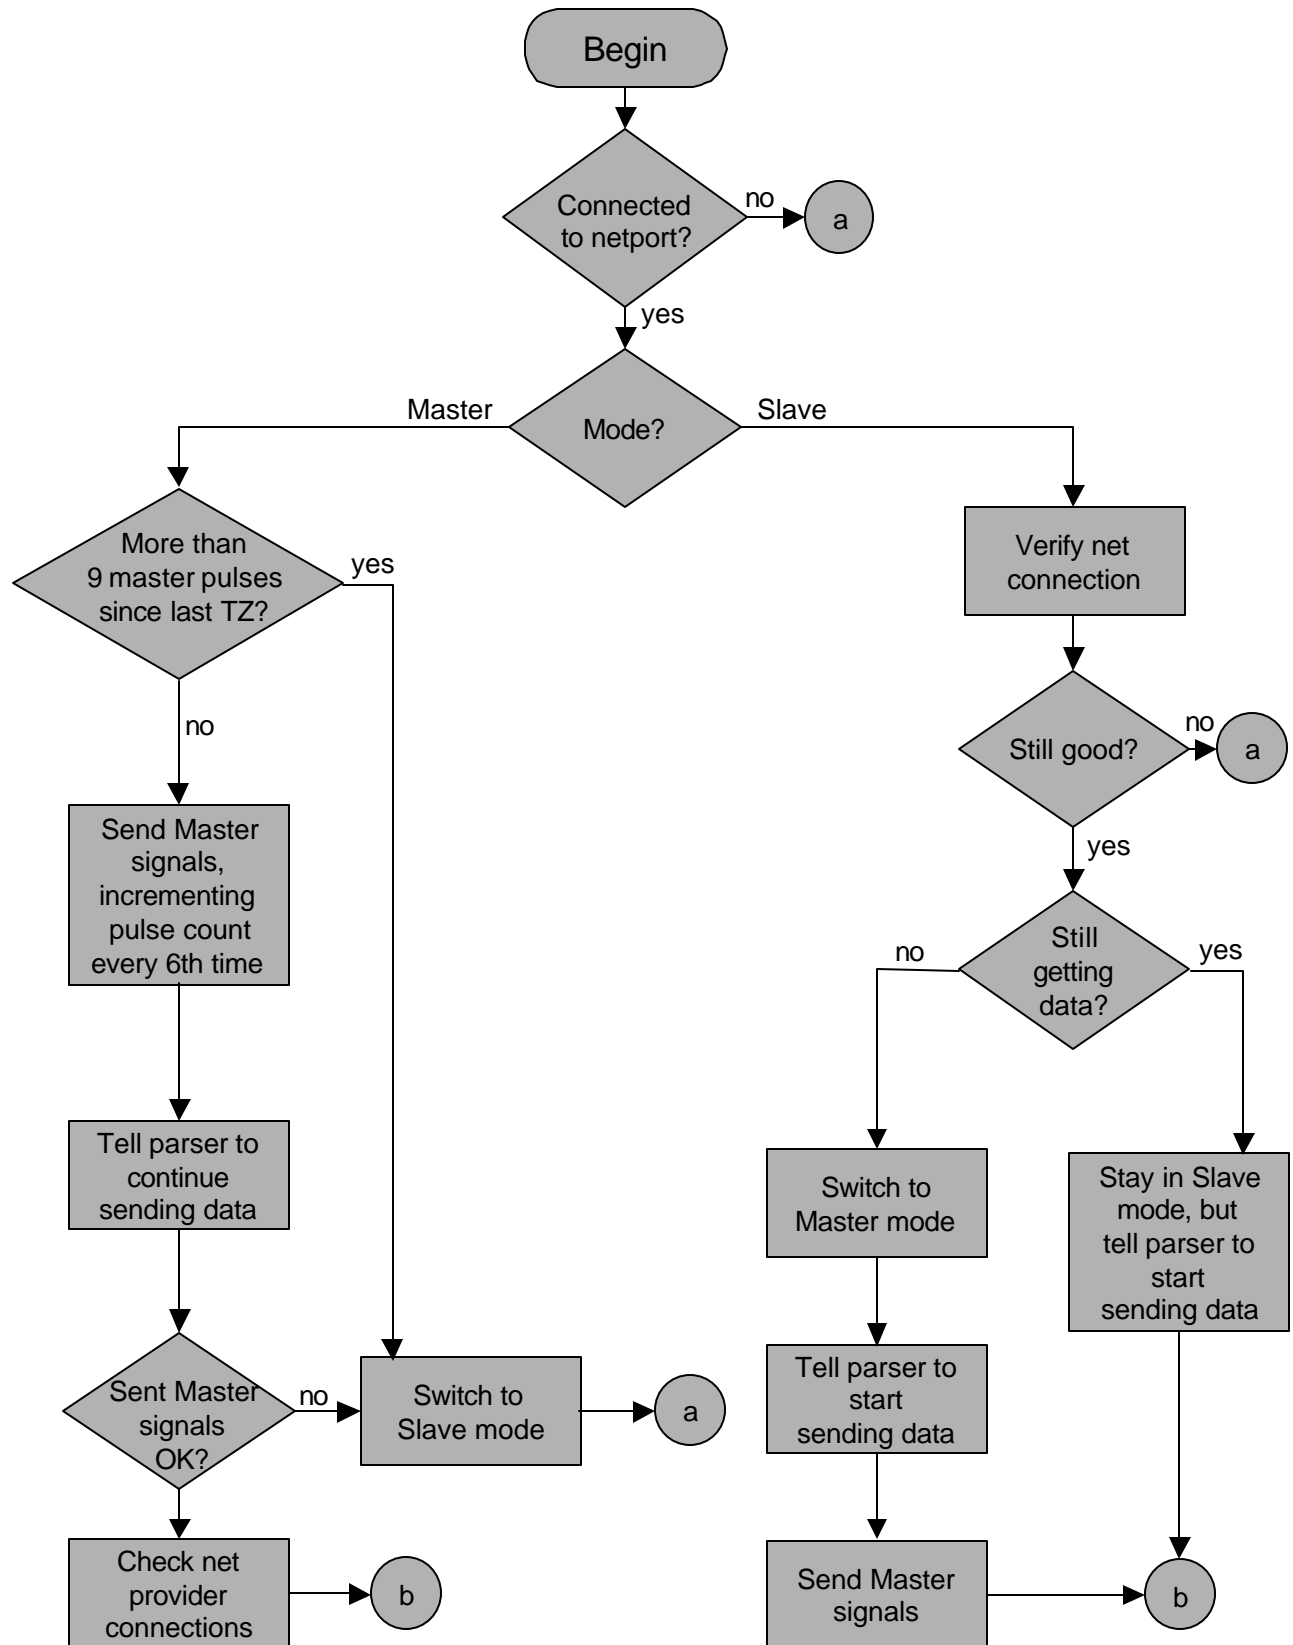 Begin
Connected
to netport?
no
a
yes
Mode?
Master
Slave
More than
9 master pulses
since last TZ?
yes
no
Send Master
signals,
incrementing
pulse count
every 6th time
Tell parser to
continue
sending data
Sent Master
signals
OK?
no
Switch to
Slave mode
a
Check net
provider
connections
b
Verify net
connection
Still good?
no
a
yes
Still
getting
data?
no
yes
Switch to
Master mode
Tell parser to
start
sending data
Send Master
signals
Stay in Slave
mode, but
tell parser to
start
sending data
b